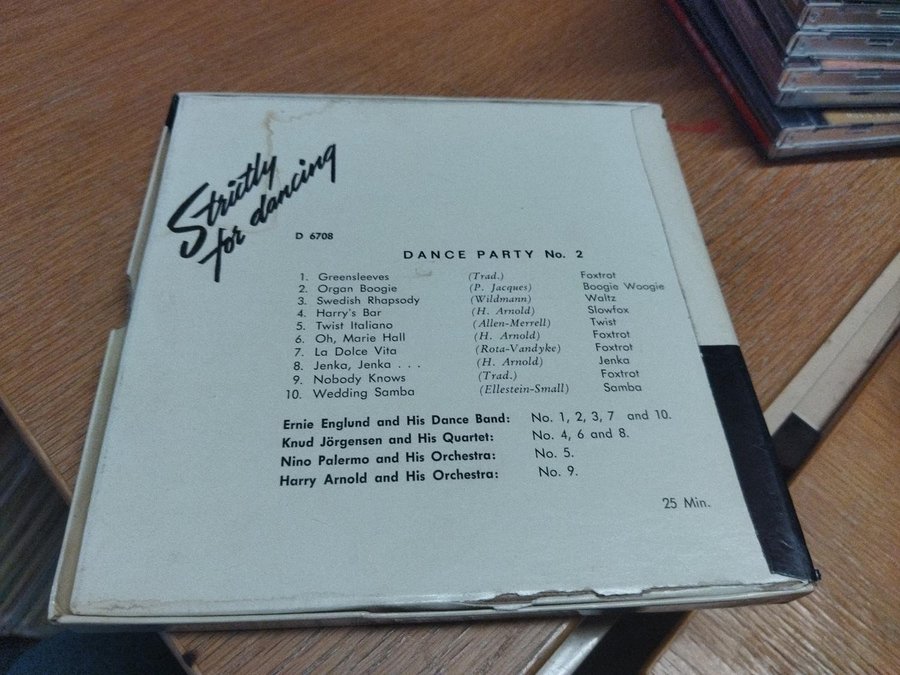 Strictly
for dancing
D 6708
DANCE PARTY No. 2
1. Greensleeves (Trad.) Foxtrot
2. Organ Boogie (P. Jacques) Boogie Woogie
3. Swedish Rhapsody (Wildmann) Waltz
4. Harry's Bar (H. Arnold) Slowfox
5. Twist Italiano (Allen-Merrell) Twist
6. Oh, Marie Hall (H. Arnold) Foxtrot
7. La Dolce Vita (Rota-Vandyke) Foxtrot
8. Jenka, Jenka . . . (H. Arnold) Jenka
9. Nobody Knows (Trad.) Foxtrot
10. Wedding Samba (Ellestein-Small) Samba
Ernie Englund and His Dance Band: No. 1, 2, 3, 7 and 10.
Knud Jörgensen and His Quartet: No. 4, 6 and 8.
Nino Palermo and His Orchestra: No. 5.
Harry Arnold and His Orchestra: No. 9.
25 Min.